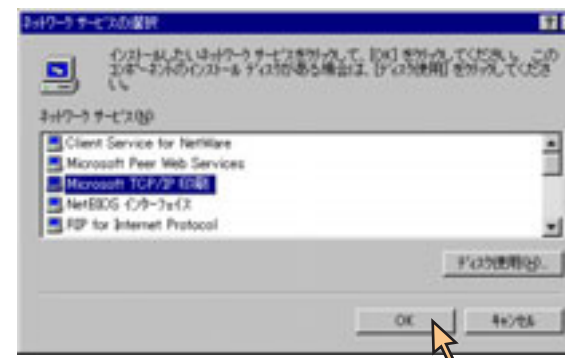 ネットワーク サービスの選択
インストールしたいネットワーク サービスを クリックして、[OK] をクリックしてください。この
コンポーネントのインストール ディスクがある場合は、[ディスク使用] をクリックしてくださ
い。
ネットワーク サービス(N)
Client Service for NetWare
Microsoft Peer Web Services
Microsoft TCP/IP 印刷
NetBIOS インターフェイス
RIP for Internet Protocol
ディスク使用(H)...
OK
キャンセル